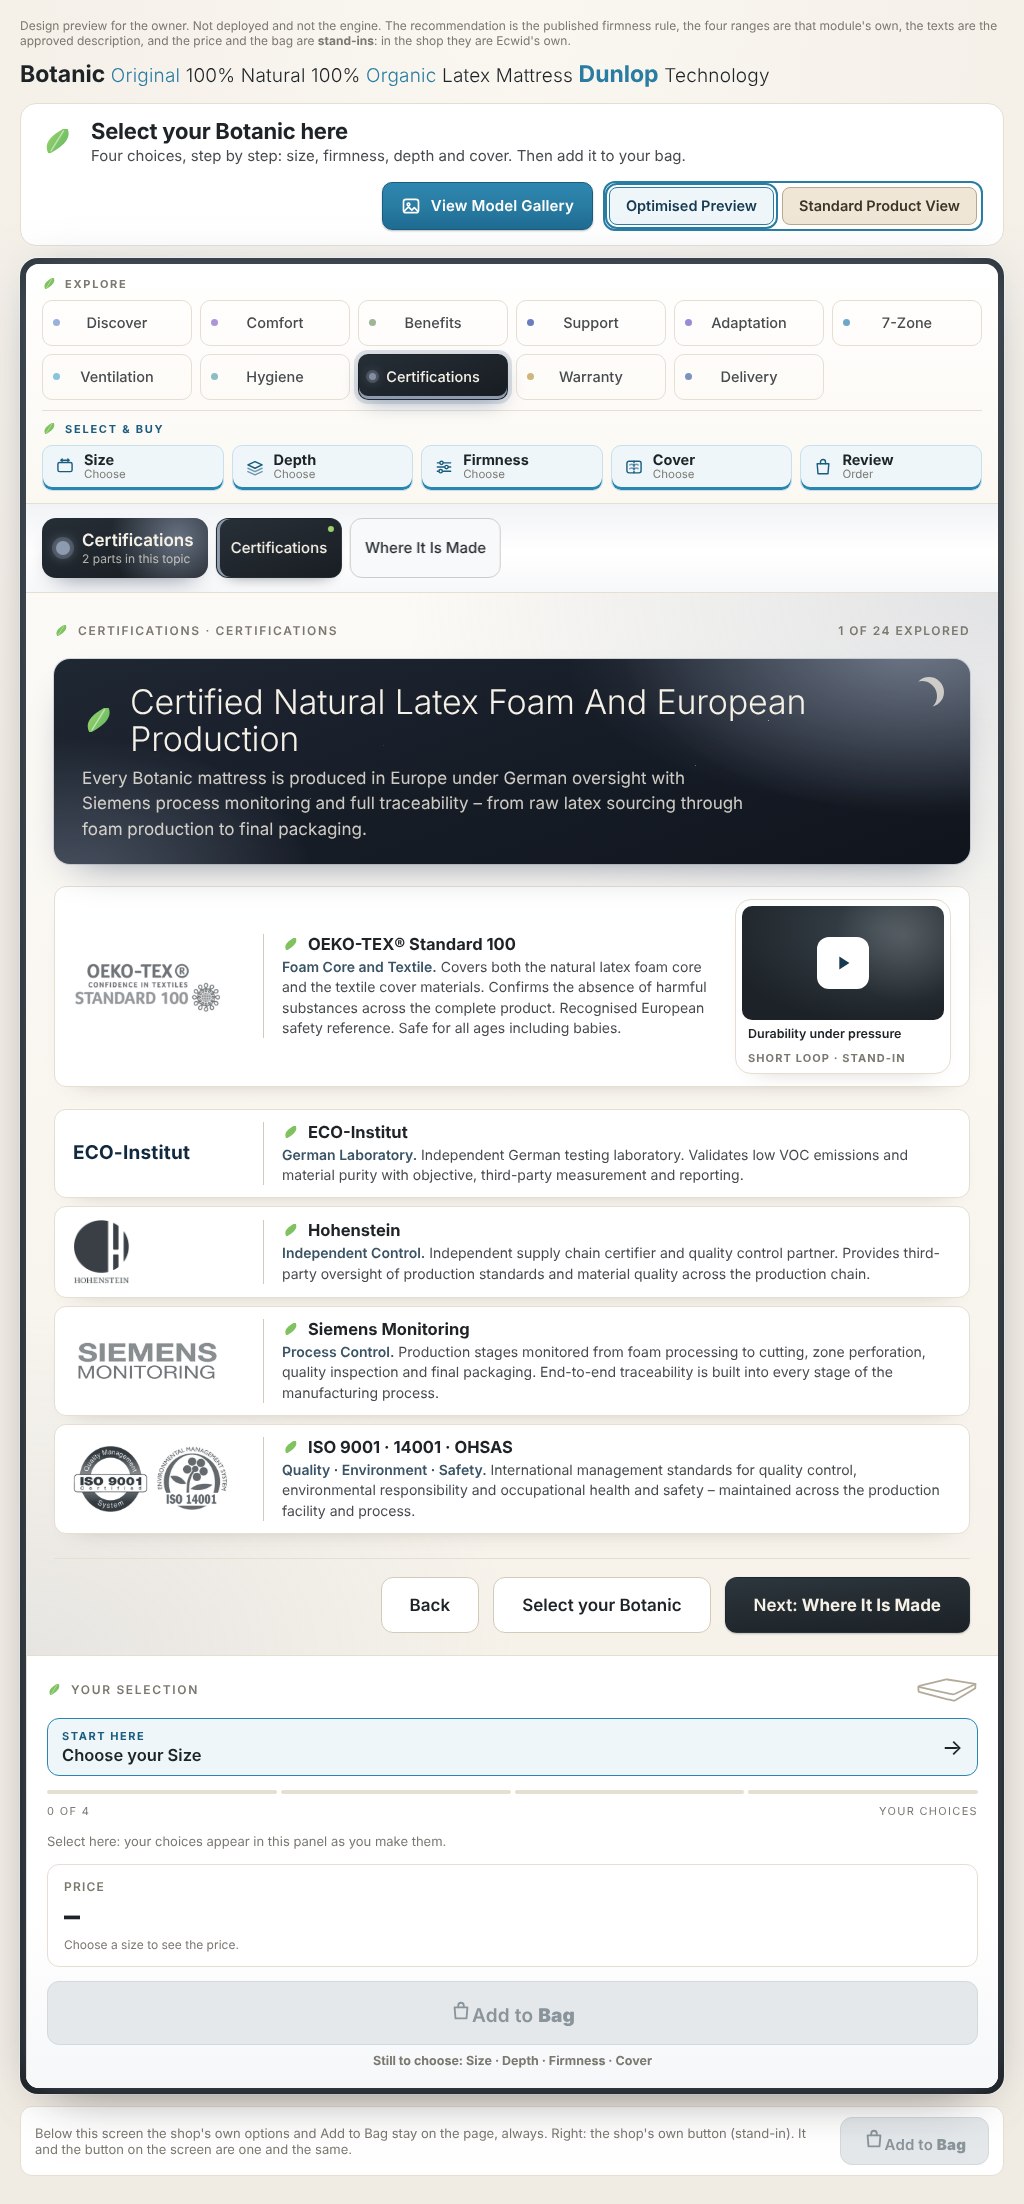 Design preview for the owner. Not deployed and not the engine. The recommendation is the published firmness rule, the four ranges are that module's own, the texts are the
approved description, and the price and the bag are stand-ins: in the shop they are Ecwid's own.
Botanic Original 100% Natural 100% Organic Latex Mattress Dunlop Technology
Select your Botanic here
Four choices, step by step: size, firmness, depth and cover. Then add it to your bag.
View Model Gallery
Optimised Preview
Standard Product View
EXPLORE
Discover
Comfort
Benefits
Support
Adaptation
7-Zone
Ventilation
Hygiene
Certifications
Warranty
Delivery
SELECT & BUY
Size
Choose
Depth
Choose
Firmness
Choose
Cover
Choose
Review
Order
Certifications
2 parts in this topic
Certifications
Where It Is Made
CERTIFICATIONS · CERTIFICATIONS
1 OF 24 EXPLORED
Certified Natural Latex Foam And European
Production
Every Botanic mattress is produced in Europe under German oversight with
Siemens process monitoring and full traceability – from raw latex sourcing through
foam production to final packaging.
OEKO-TEX®
CONFIDENCE IN TEXTILES
STANDARD 100
OEKO-TEX® Standard 100
Foam Core and Textile. Covers both the natural latex foam core
and the textile cover materials. Confirms the absence of harmful
substances across the complete product. Recognised European
safety reference. Safe for all ages including babies.
Durability under pressure
SHORT LOOP · STAND-IN
ECO-Institut
ECO-Institut
German Laboratory. Independent German testing laboratory. Validates low VOC emissions and
material purity with objective, third-party measurement and reporting.
HOHENSTEIN
Hohenstein
Independent Control. Independent supply chain certifier and quality control partner. Provides third-
party oversight of production standards and material quality across the production chain.
SIEMENS
MONITORING
Siemens Monitoring
Process Control. Production stages monitored from foam processing to cutting, zone perforation,
quality inspection and final packaging. End-to-end traceability is built into every stage of the
manufacturing process.
Quality Management
ISO 9001
Certified
System
ENVIRONMENTAL MANAGEMENT SYSTEM
ISO 14001
ISO 9001 · 14001 · OHSAS
Quality · Environment · Safety. International management standards for quality control,
environmental responsibility and occupational health and safety – maintained across the production
facility and process.
Back
Select your Botanic
Next: Where It Is Made
YOUR SELECTION
START HERE
Choose your Size
0 OF 4
YOUR CHOICES
Select here: your choices appear in this panel as you make them.
PRICE
–
Choose a size to see the price.
Add to Bag
Still to choose: Size · Depth · Firmness · Cover
Below this screen the shop's own options and Add to Bag stay on the page, always. Right: the shop's own button (stand-in). It
and the button on the screen are one and the same.
Add to Bag